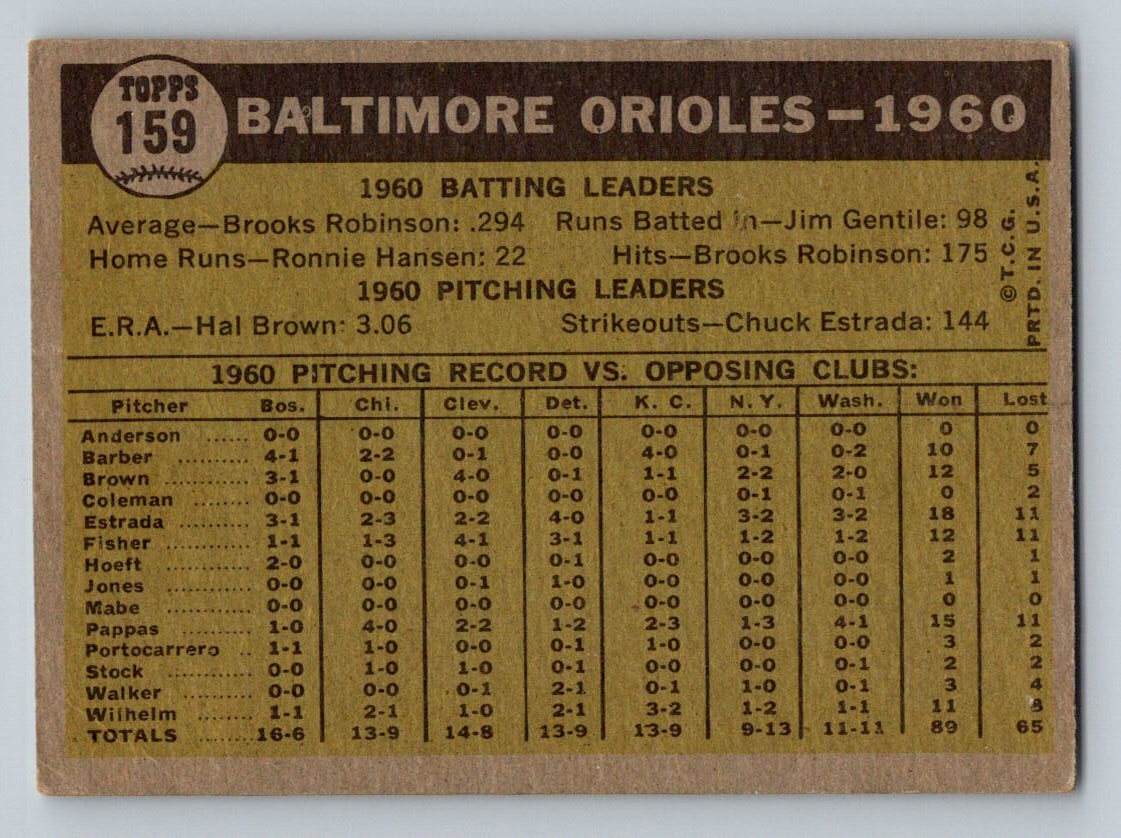 TOPPS
159
BALTIMORE ORIOLES—1960
1960 BATTING LEADERS
Average—Brooks Robinson: .294 Runs Batted In—Jim Gentile: 98
Home Runs—Ronnie Hansen: 22 Hits—Brooks Robinson: 175
1960 PITCHING LEADERS
E.R.A.—Hal Brown: 3.06 Strikeouts—Chuck Estrada: 144
© T.C.G.
PRTD. IN U.S.A.
1960 PITCHING RECORD VS. OPPOSING CLUBS:
Pitcher Bos. Chi. Clev. Det. K. C. N. Y. Wash. Won Lost
Anderson ...... 0-0 0-0 0-0 0-0 0-0 0-0 0-0 0 0
Barber .......... 4-1 2-2 0-1 0-0 4-0 0-1 0-2 10 7
Brown ............ 3-1 0-0 4-0 0-1 1-1 2-2 2-0 12 5
Coleman ........ 0-0 0-0 0-0 0-0 0-0 0-1 0-1 0 2
Estrada .......... 3-1 2-3 2-2 4-0 1-1 3-2 3-2 18 11
Fisher ............ 1-1 1-3 4-1 3-1 1-1 1-2 1-2 12 11
Hoeft ............ 2-0 0-0 0-0 0-1 0-0 0-0 0-0 2 1
Jones ............ 0-0 0-0 0-1 1-0 0-0 0-0 0-0 1 1
Mabe ............ 0-0 0-0 0-0 0-0 0-0 0-0 0-0 0 0
Pappas .......... 1-0 4-0 2-2 1-2 2-3 1-3 4-1 15 11
Portocarrero .. 1-1 1-0 0-0 0-1 1-0 0-0 0-0 3 2
Stock ............ 0-0 1-0 1-0 0-1 0-0 0-0 0-1 2 2
Walker .......... 0-0 0-0 0-1 2-1 0-1 1-0 0-1 3 4
Wilhelm ........ 1-1 2-1 1-0 2-1 3-2 1-2 1-1 11 8
TOTALS ........ 16-6 13-9 14-8 13-9 13-9 9-13 11-11 89 65